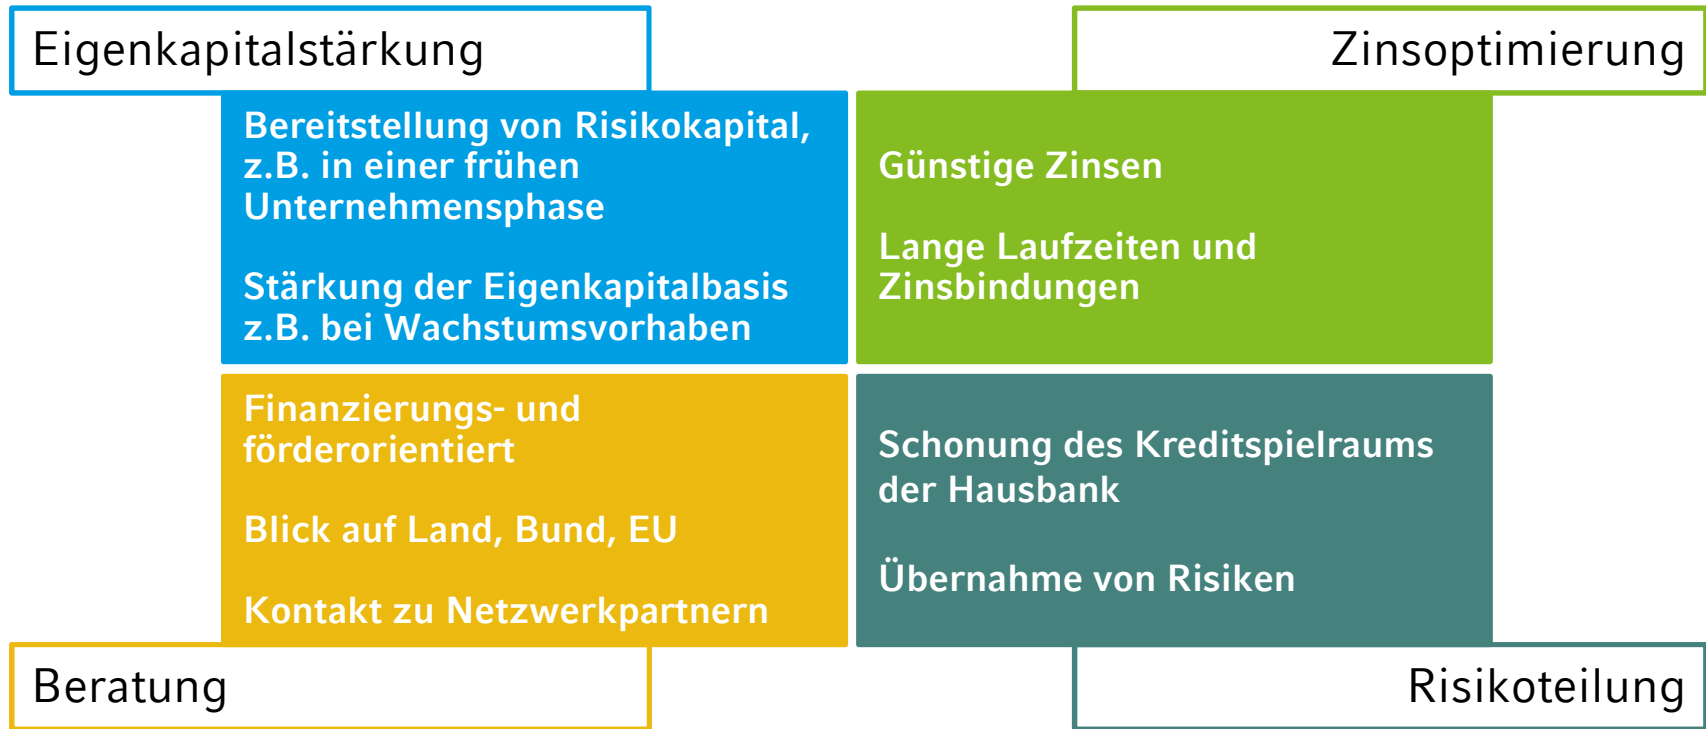 Eigenkapitalstärkung
Zinsoptimierung
Bereitstellung von Risikokapital,
z.B. in einer frühen
Unternehmensphase
Stärkung der Eigenkapitalbasis
z.B. bei Wachstumsvorhaben
Günstige Zinsen
Lange Laufzeiten und
Zinsbindungen
Finanzierungs- und
förderorientiert
Blick auf Land, Bund, EU
Kontakt zu Netzwerkpartnern
Schonung des Kreditspielraums
der Hausbank
Übernahme von Risiken
Beratung
Risikoteilung